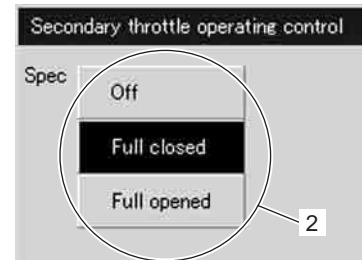 Secondary throttle operating control
Spec
Off
Full closed
Full opened
2